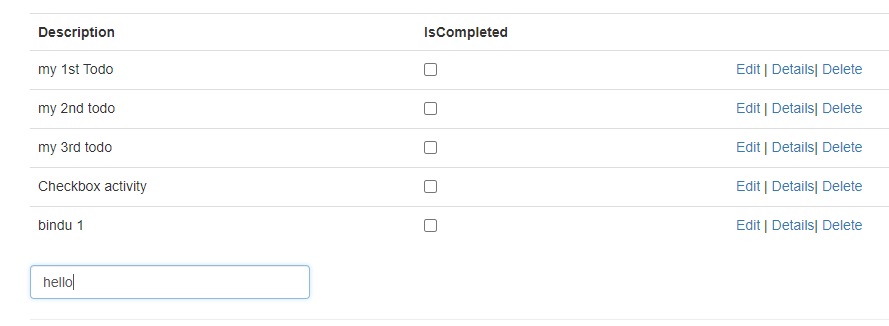 Description IsCompleted
my 1st Todo Edit | Details| Delete
my 2nd todo Edit | Details| Delete
my 3rd todo Edit | Details| Delete
Checkbox activity Edit | Details| Delete
bindu 1 Edit | Details| Delete
hello